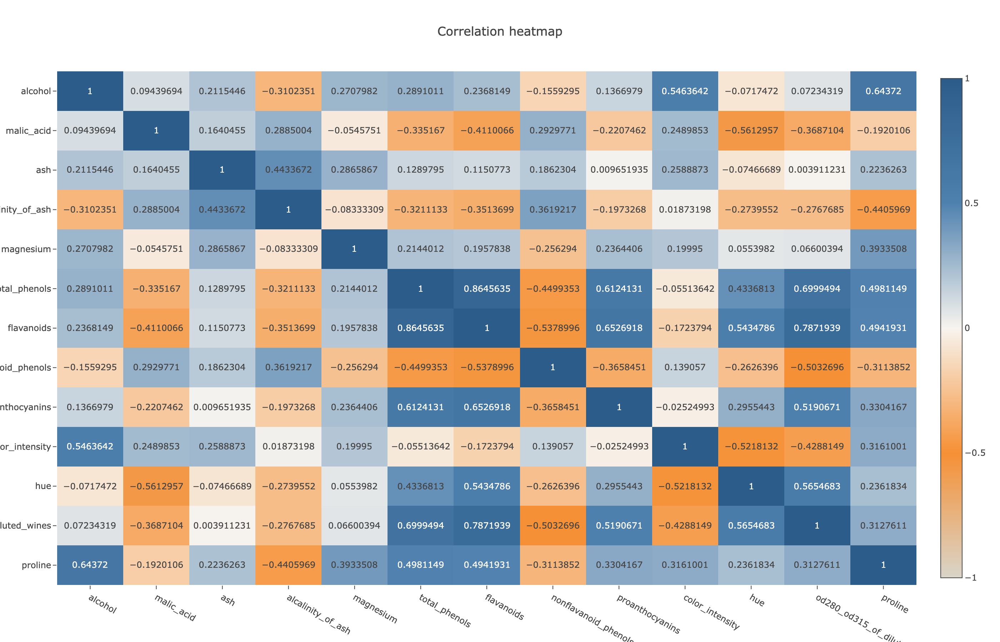 Correlation heatmap
alcohol 1 0.09439694 0.2115446 −0.3102351 0.2707982 0.2891011 0.2368149 −0.1559295 0.1366979 0.5463642 −0.0717472 0.07234319 0.64372
malic_acid 0.09439694 1 0.1640455 0.2885004 −0.0545751 −0.335167 −0.4110066 0.2929771 −0.2207462 0.2489853 −0.5612957 −0.3687104 −0.1920106
ash 0.2115446 0.1640455 1 0.4433672 0.2865867 0.1289795 0.1150773 0.1862304 0.009651935 0.2588873 −0.07466689 0.003911231 0.2236263
inity_of_ash −0.3102351 0.2885004 0.4433672 1 −0.08333309 −0.3211133 −0.3513699 0.3619217 −0.1973268 0.01873198 −0.2739552 −0.2767685 −0.4405969
magnesium 0.2707982 −0.0545751 0.2865867 −0.08333309 1 0.2144012 0.1957838 −0.256294 0.2364406 0.19995 0.0553982 0.06600394 0.3933508
otal_phenols 0.2891011 −0.335167 0.1289795 −0.3211133 0.2144012 1 0.8645635 −0.4499353 0.6124131 −0.05513642 0.4336813 0.6999494 0.4981149
flavanoids 0.2368149 −0.4110066 0.1150773 −0.3513699 0.1957838 0.8645635 1 −0.5378996 0.6526918 −0.1723794 0.5434786 0.7871939 0.4941931
oid_phenols −0.1559295 0.2929771 0.1862304 0.3619217 −0.256294 −0.4499353 −0.5378996 1 −0.3658451 0.139057 −0.2626396 −0.5032696 −0.3113852
nthocyanins 0.1366979 −0.2207462 0.009651935 −0.1973268 0.2364406 0.6124131 0.6526918 −0.3658451 1 −0.02524993 0.2955443 0.5190671 0.3304167
or_intensity 0.5463642 0.2489853 0.2588873 0.01873198 0.19995 −0.05513642 −0.1723794 0.139057 −0.02524993 1 −0.5218132 −0.4288149 0.3161001
hue −0.0717472 −0.5612957 −0.07466689 −0.2739552 0.0553982 0.4336813 0.5434786 −0.2626396 0.2955443 −0.5218132 1 0.5654683 0.2361834
luted_wines 0.07234319 −0.3687104 0.003911231 −0.2767685 0.06600394 0.6999494 0.7871939 −0.5032696 0.5190671 −0.4288149 0.5654683 1 0.3127611
proline 0.64372 −0.1920106 0.2236263 −0.4405969 0.3933508 0.4981149 0.4941931 −0.3113852 0.3304167 0.3161001 0.2361834 0.3127611 1
alcohol malic_acid ash alcalinity_of_ash magnesium total_phenols flavanoids nonflavanoid_phenols proanthocyanins color_intensity hue od280_od315_of_dilu proline
1
0.5
0
−0.5
−1